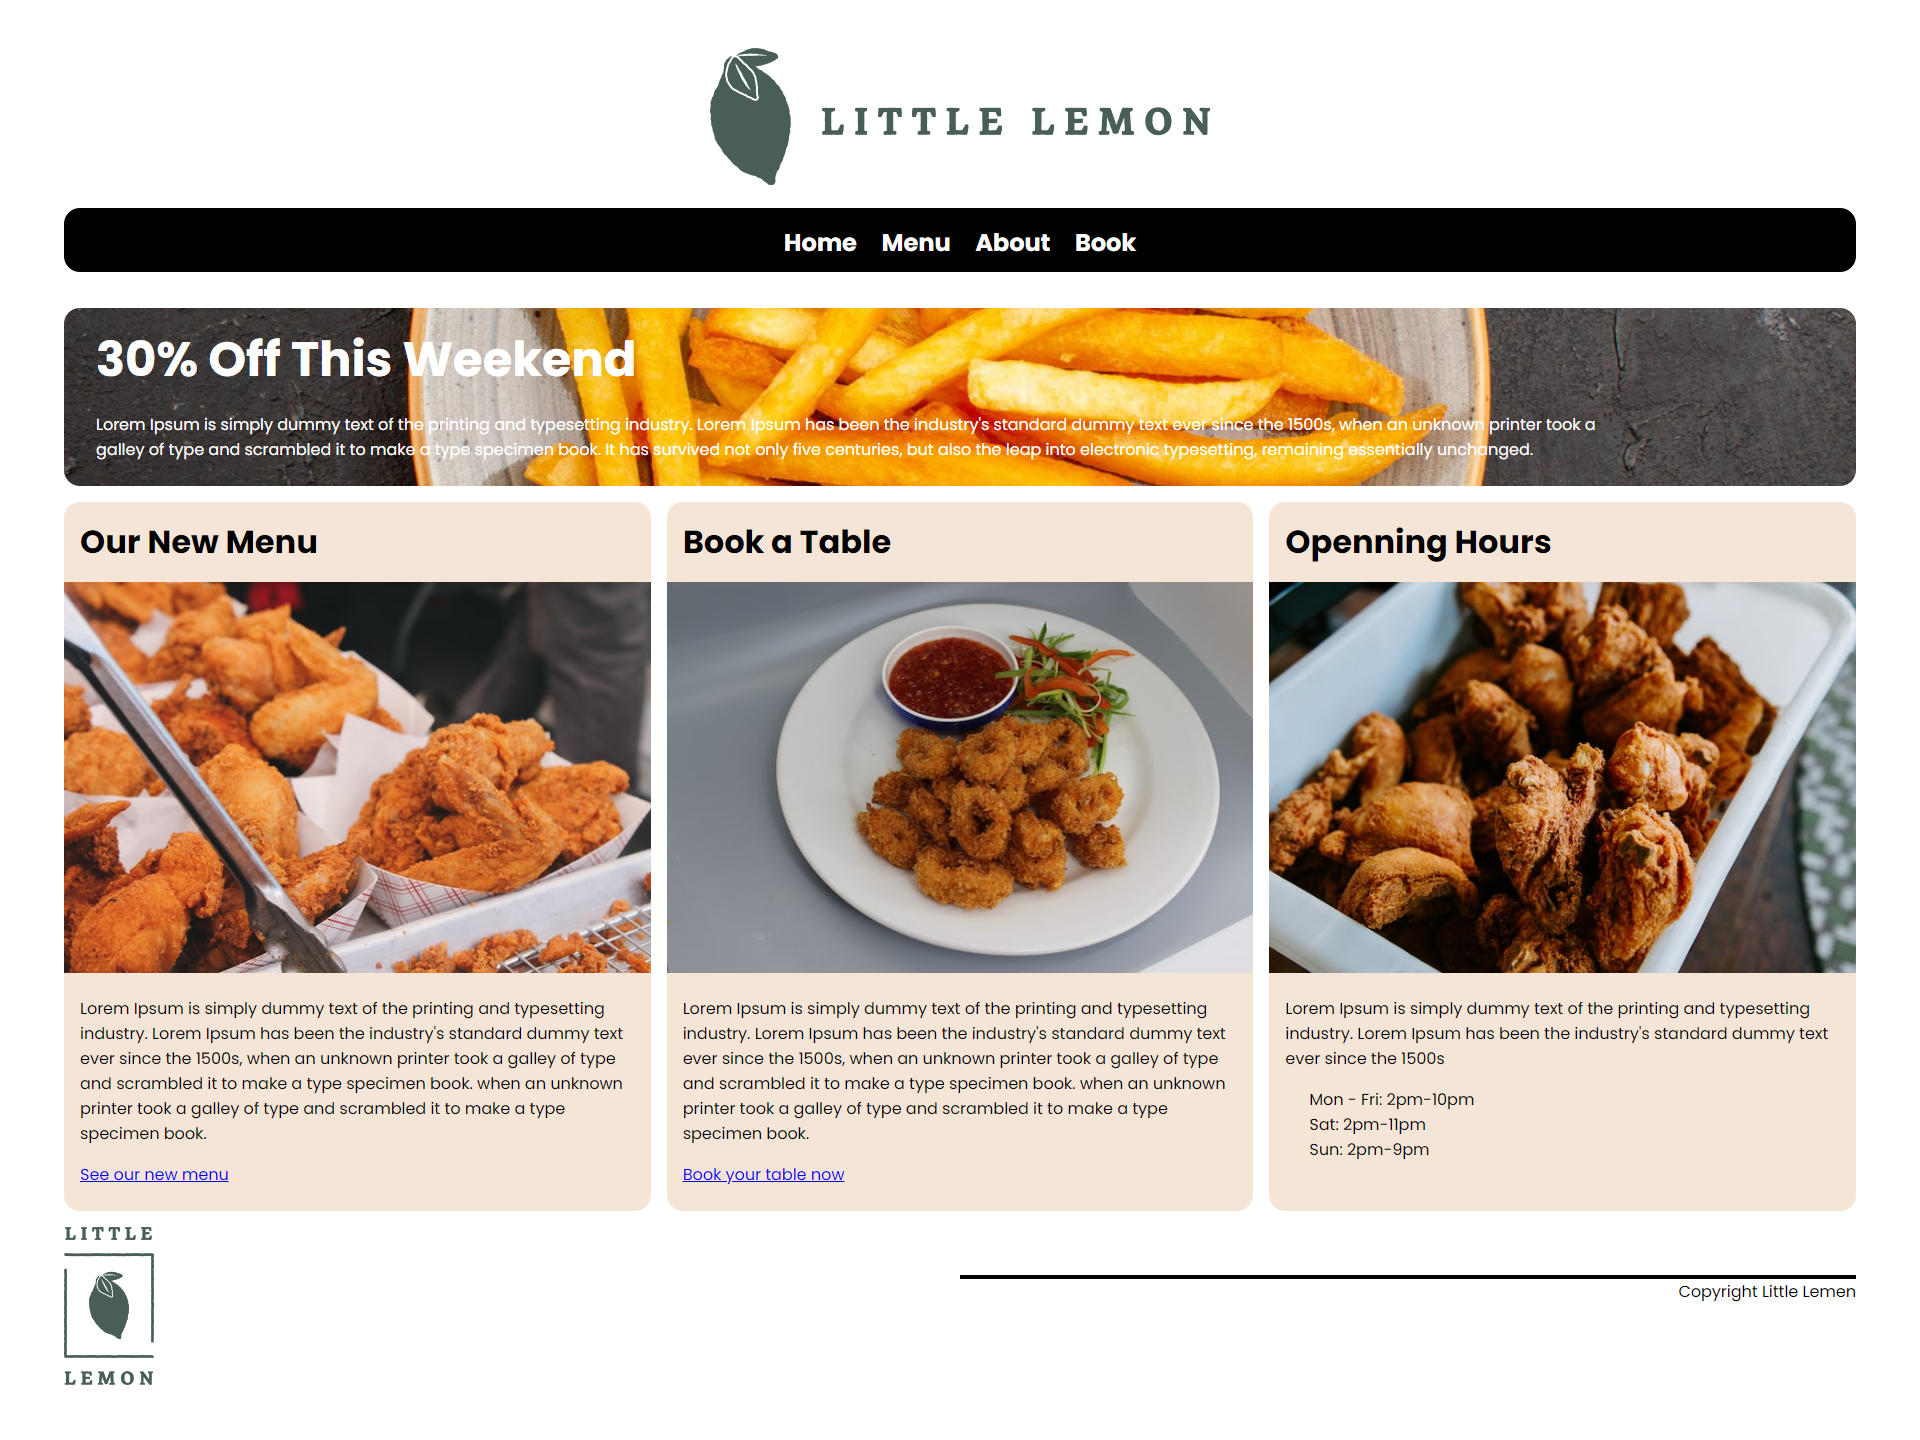 LITTLE LEMON
Home Menu About Book
30% Off This Weekend
Lorem Ipsum is simply dummy text of the printing and typesetting industry. Lorem Ipsum has been the industry's standard dummy text ever since the 1500s, when an unknown printer took a
galley of type and scrambled it to make a type specimen book. It has survived not only five centuries, but also the leap into electronic typesetting, remaining essentially unchanged.
Our New Menu
Lorem Ipsum is simply dummy text of the printing and typesetting
industry. Lorem Ipsum has been the industry's standard dummy text
ever since the 1500s, when an unknown printer took a galley of type
and scrambled it to make a type specimen book. when an unknown
printer took a galley of type and scrambled it to make a type
specimen book.
See our new menu
Book a Table
Lorem Ipsum is simply dummy text of the printing and typesetting
industry. Lorem Ipsum has been the industry's standard dummy text
ever since the 1500s, when an unknown printer took a galley of type
and scrambled it to make a type specimen book. when an unknown
printer took a galley of type and scrambled it to make a type
specimen book.
Book your table now
Openning Hours
Lorem Ipsum is simply dummy text of the printing and typesetting
industry. Lorem Ipsum has been the industry's standard dummy text
ever since the 1500s
Mon - Fri: 2pm-10pm
Sat: 2pm-11pm
Sun: 2pm-9pm
LITTLE
LEMON
Copyright Little Lemen